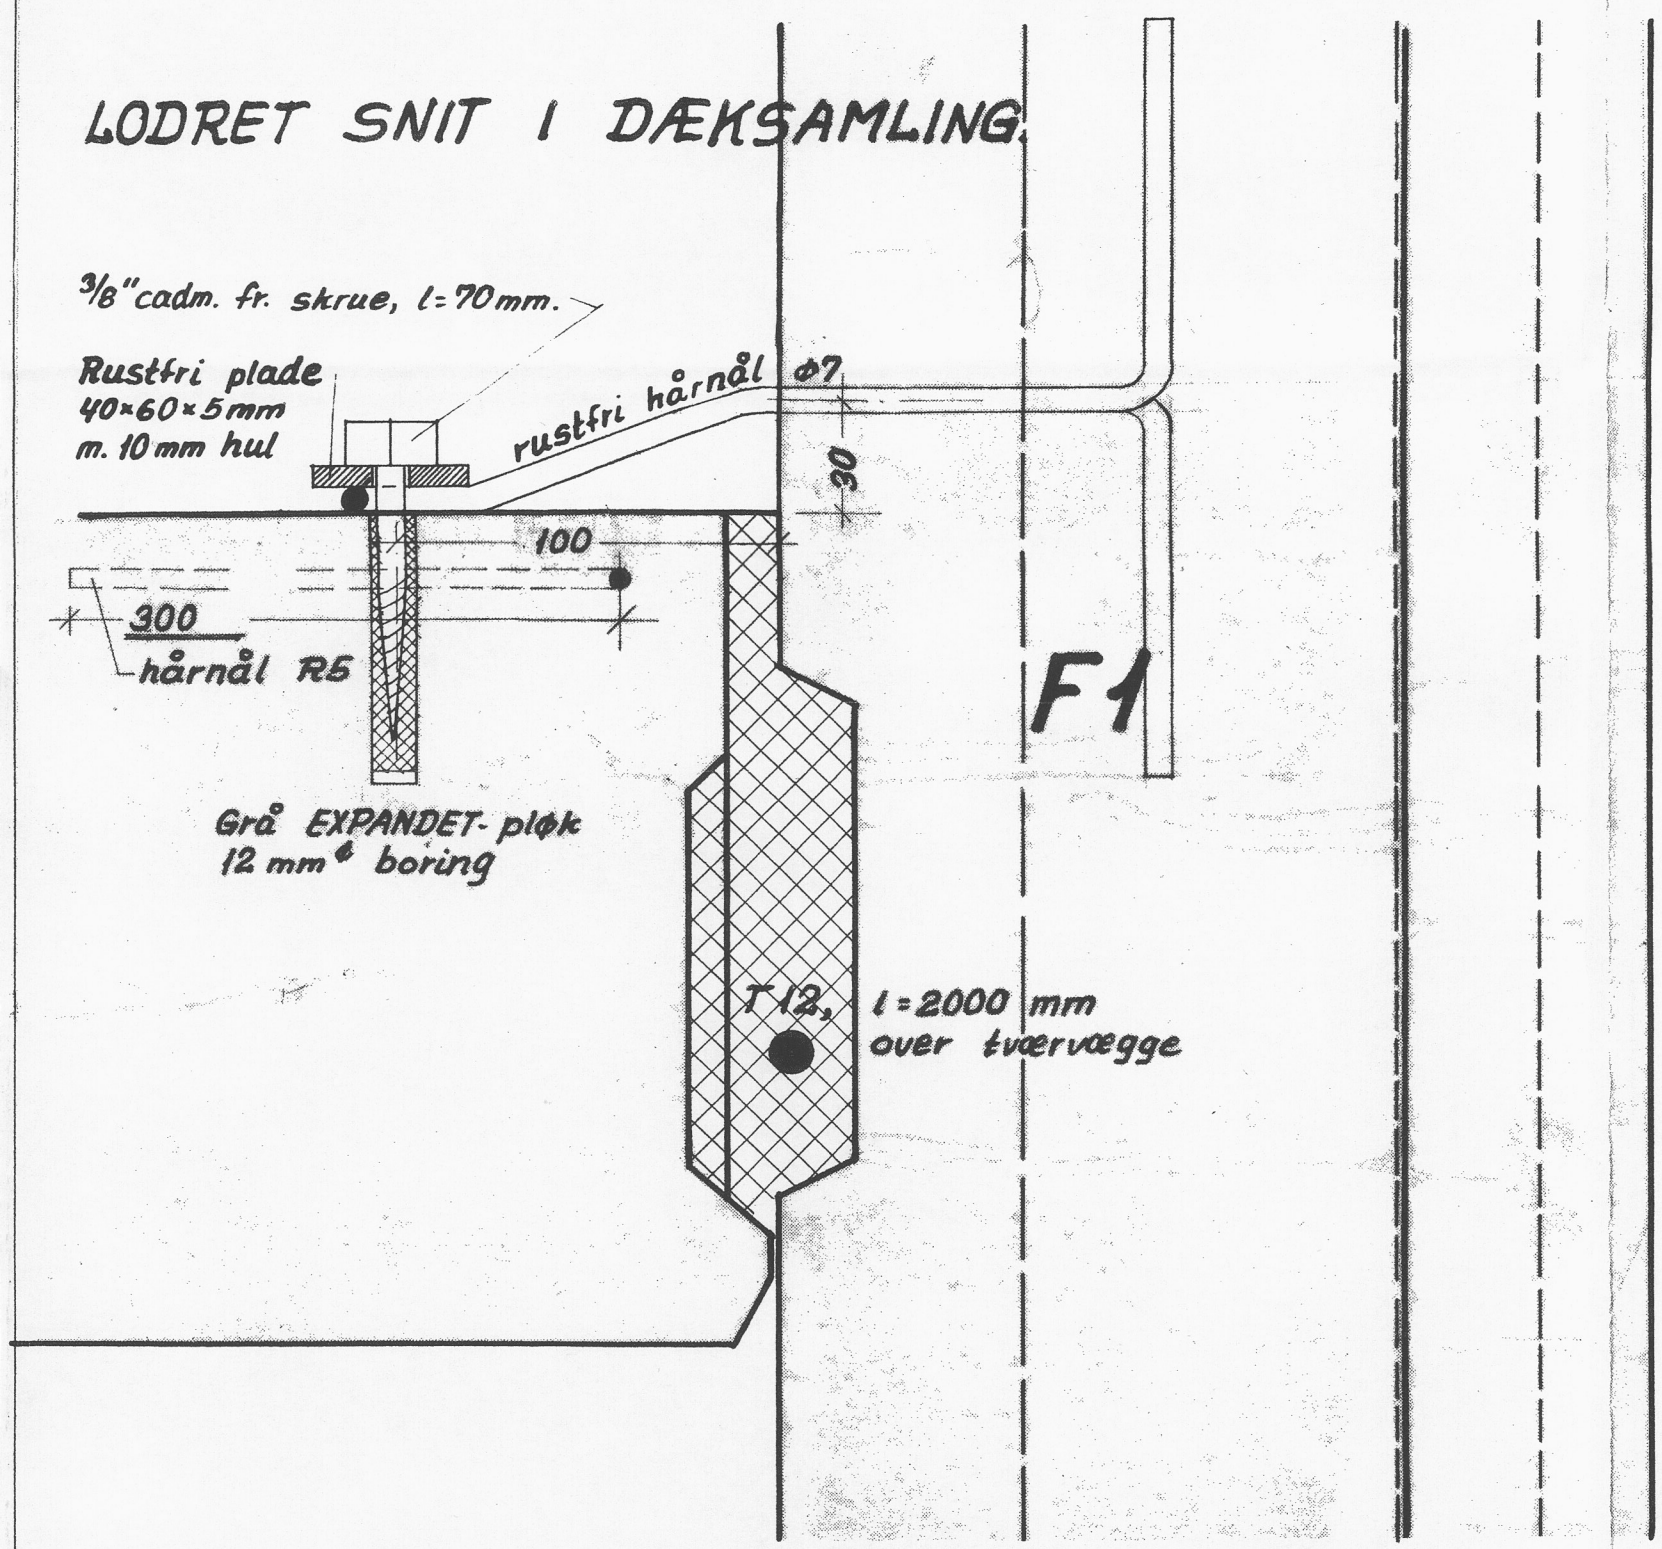 LODRET SNIT I DÆKSAMLING.
3/8" cadm. fr. skrue, l=70mm.
Rustfri plade
40×60×5mm
m. 10mm hul
rustfri hårnål ø7
30
100
300
hårnål R5
F1
Grå EXPANDET-pløk
12 mm ø boring
T12, l=2000 mm
over tværvægge